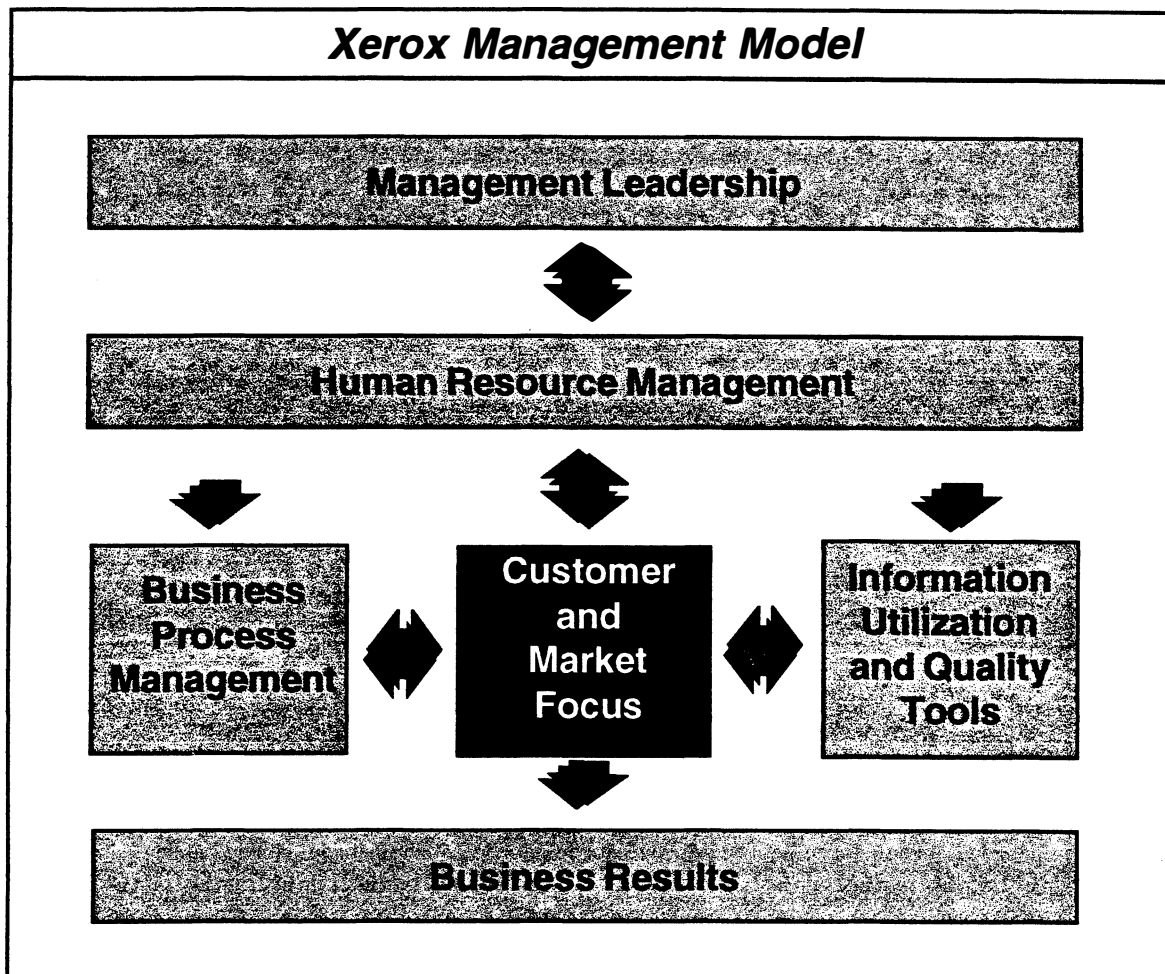 Xerox Management Model
Management Leadership
Human Resource Management
Business
Process
Management
Customer
and
Market
Focus
Information
Utilization
and Quality
Tools
Business Results